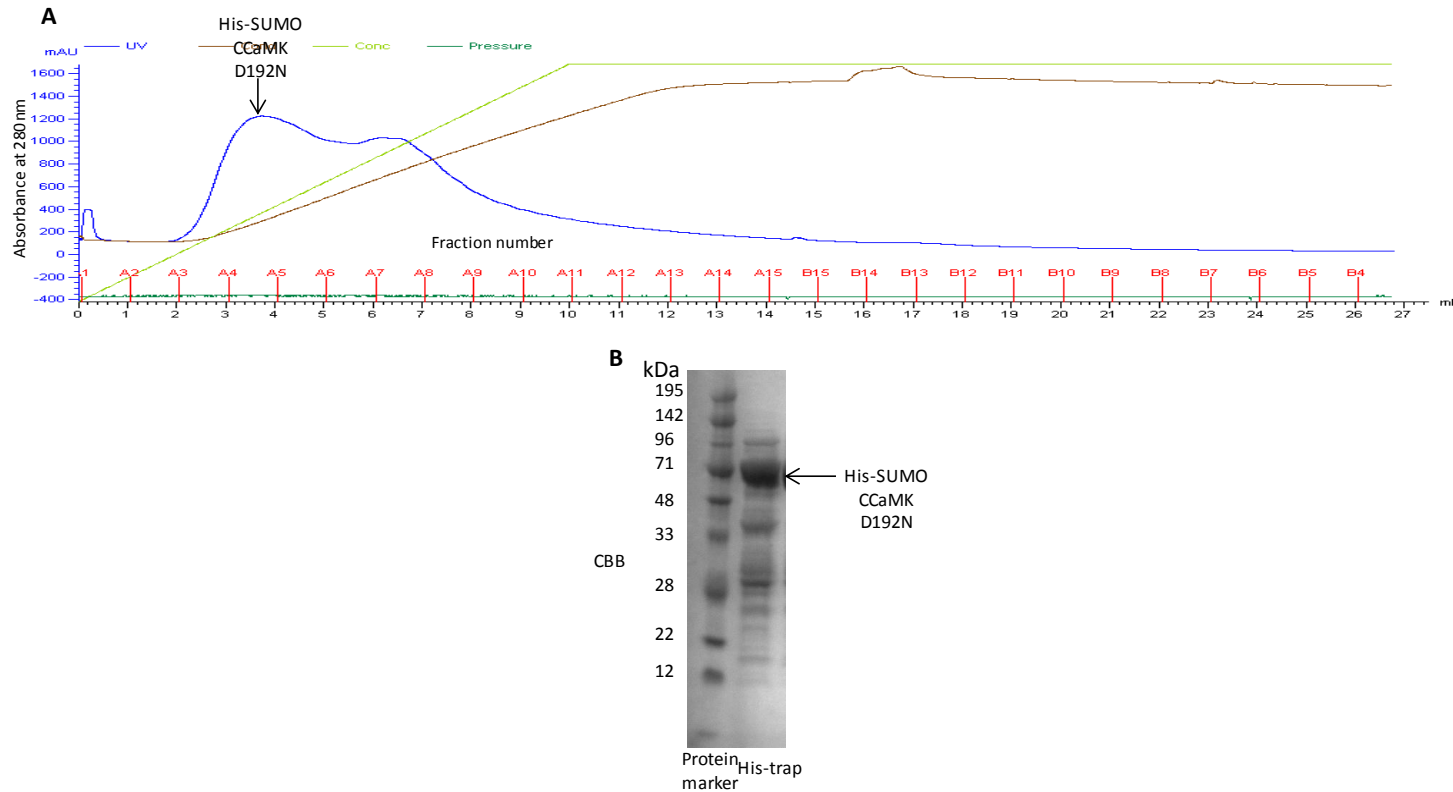 A
His-SUMO
CCaMK
D192N
mAU
UV
Conc
Pressure
Absorbance at 280nm
1600
1400
1200
1000
800
600
400
200
0
-200
-400
Fraction number
A2 A3 A4 A5 A6 A7 A8 A9 A10 A11 A12 A13 A14 A15 B15 B14 B13 B12 B11 B10 B9 B8 B7 B6 B5 B4
0 1 2 3 4 5 6 7 8 9 10 11 12 13 14 15 16 17 18 19 20 21 22 23 24 25 26 27
B
kDa
195
142
96
71
48
33
28
22
12
His-SUMO
CCaMK
D192N
CBB
Protein marker
His-trap